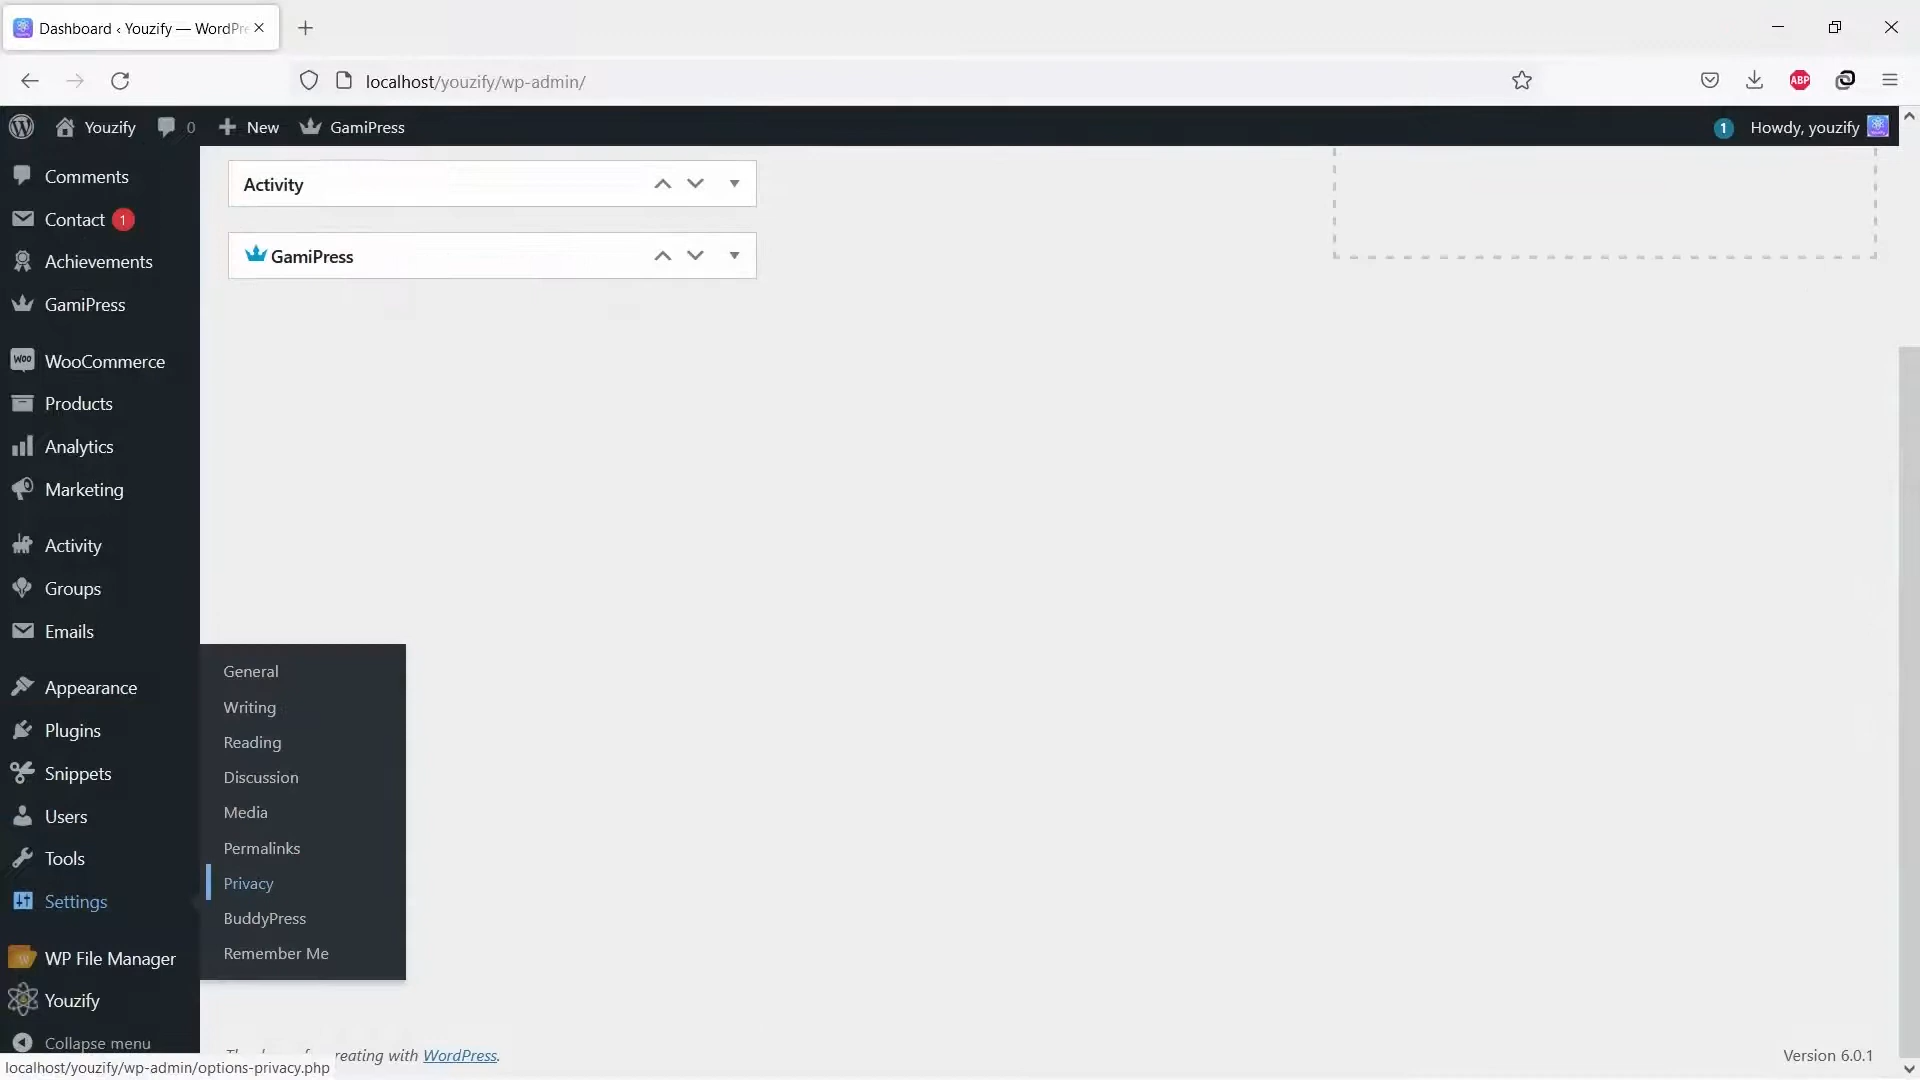 Dashboard ‹ Youzify — WordPre
localhost/youzify/wp-admin/
ABP
Youzify
0
New
GamiPress
1
Howdy, youzify
Comments
Contact 1
Achievements
GamiPress
WOO WooCommerce
Products
Analytics
Marketing
Activity
Groups
Emails
Appearance
Plugins
Snippets
Users
Tools
Settings
WP File Manager
Youzify
Collapse menu
Activity
GamiPress
General
Writing
Reading
Discussion
Media
Permalinks
Privacy
BuddyPress
Remember Me
reating with WordPress.
Version 6.0.1
localhost/youzify/wp-admin/options-privacy.php